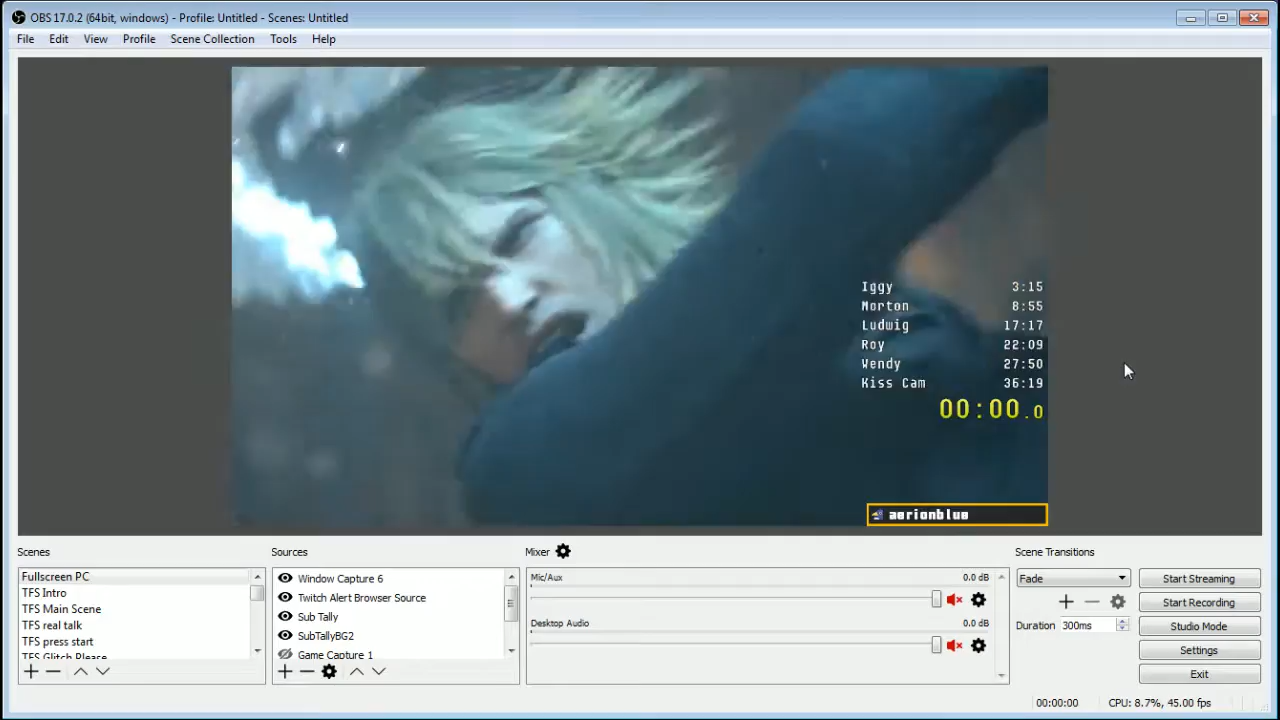 OBS 17.0.2 (64bit, windows) - Profile: Untitled - Scenes: Untitled
File Edit View Profile Scene Collection Tools Help
Iggy 3:15
Morton 8:55
Ludwig 17:17
Roy 22:09
Wendy 27:50
Kiss Cam 36:19
00:00.0
aerionblue
Scenes
Fullscreen PC
TFS Intro
TFS Main Scene
TFS real talk
TFS press start
TFS Glitch Please
Sources
Window Capture 6
Twitch Alert Browser Source
Sub Tally
SubTallyBG2
Game Capture 1
Mixer
Mic/Aux 0.0 dB
Desktop Audio 0.0 dB
Scene Transitions
Fade
Duration 300ms
Start Streaming
Start Recording
Studio Mode
Settings
Exit
00:00:00 CPU: 8.7%, 45.00 fps